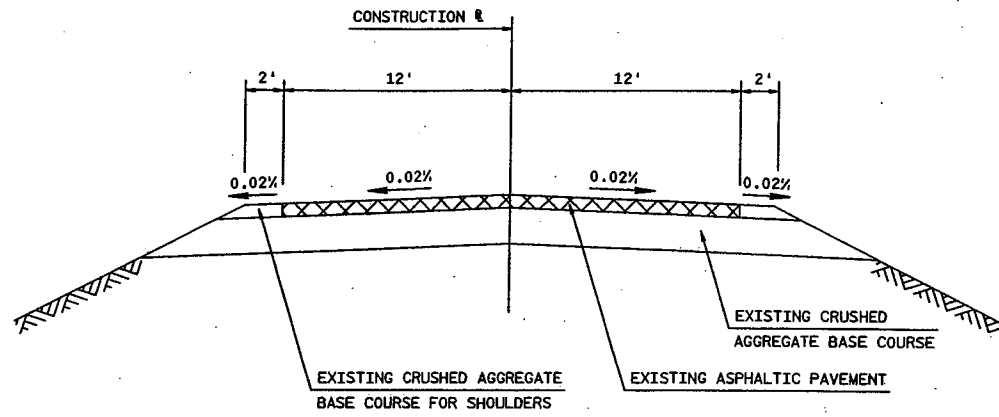 CONSTRUCTION ℄
2'
12'
12'
2'
0.02%
0.02%
0.02%
0.02%
EXISTING CRUSHED
AGGREGATE BASE COURSE
EXISTING CRUSHED AGGREGATE
BASE COURSE FOR SHOULDERS
EXISTING ASPHALTIC PAVEMENT